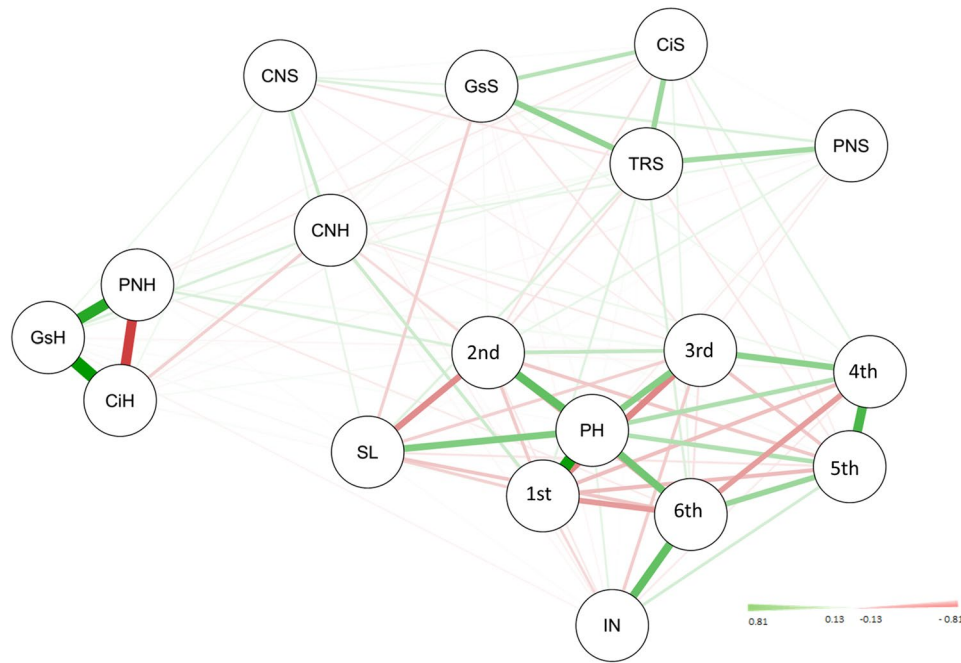 CiS
CNS
GsS
PNS
TRS
CNH
PNH
GsH
CiH
2nd
3rd
4th
PH
SL
5th
1st
6th
IN
0.81 0.13 -0.13 - 0.81